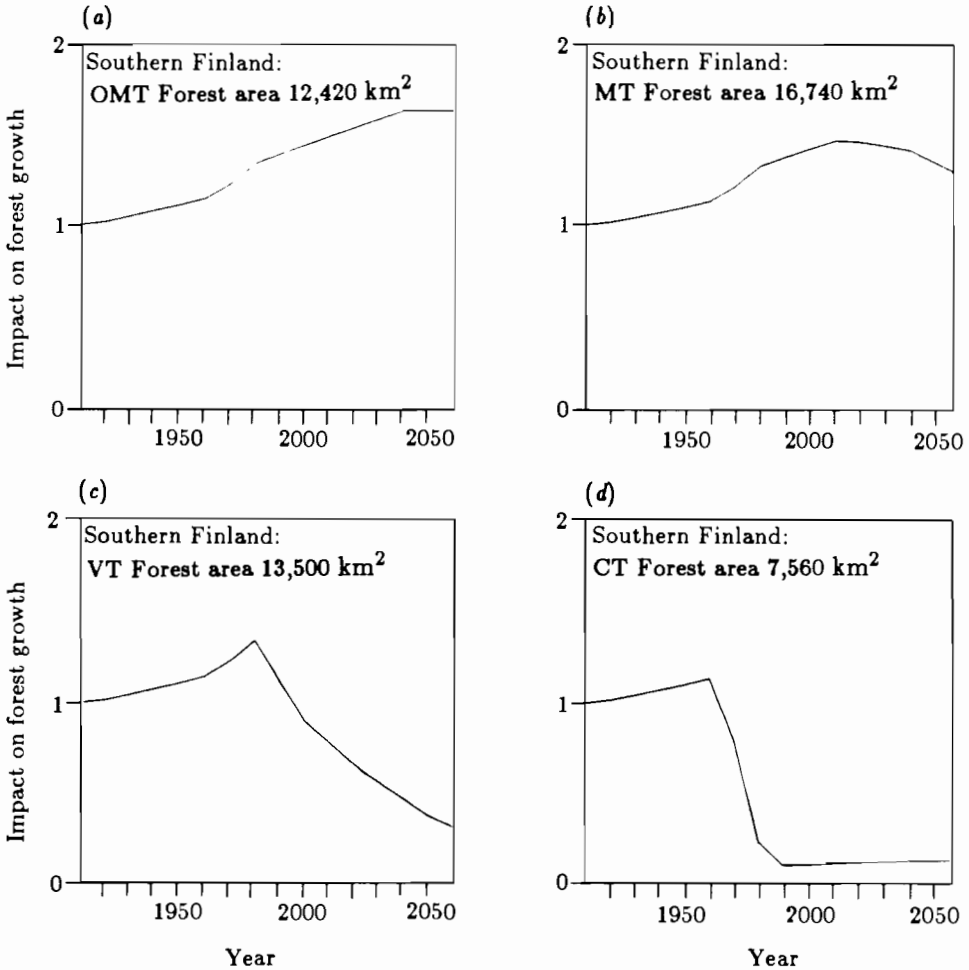 (a)
2
Southern Finland:
OMT Forest area 12,420 km²
1
0
1950 2000 2050
Impact on forest growth
(b)
2
Southern Finland:
MT Forest area 16,740 km²
1
0
1950 2000 2050
(c)
2
Southern Finland:
VT Forest area 13,500 km²
1
0
1950 2000 2050
Impact on forest growth
Year
(d)
2
Southern Finland:
CT Forest area 7,560 km²
1
0
1950 2000 2050
Year